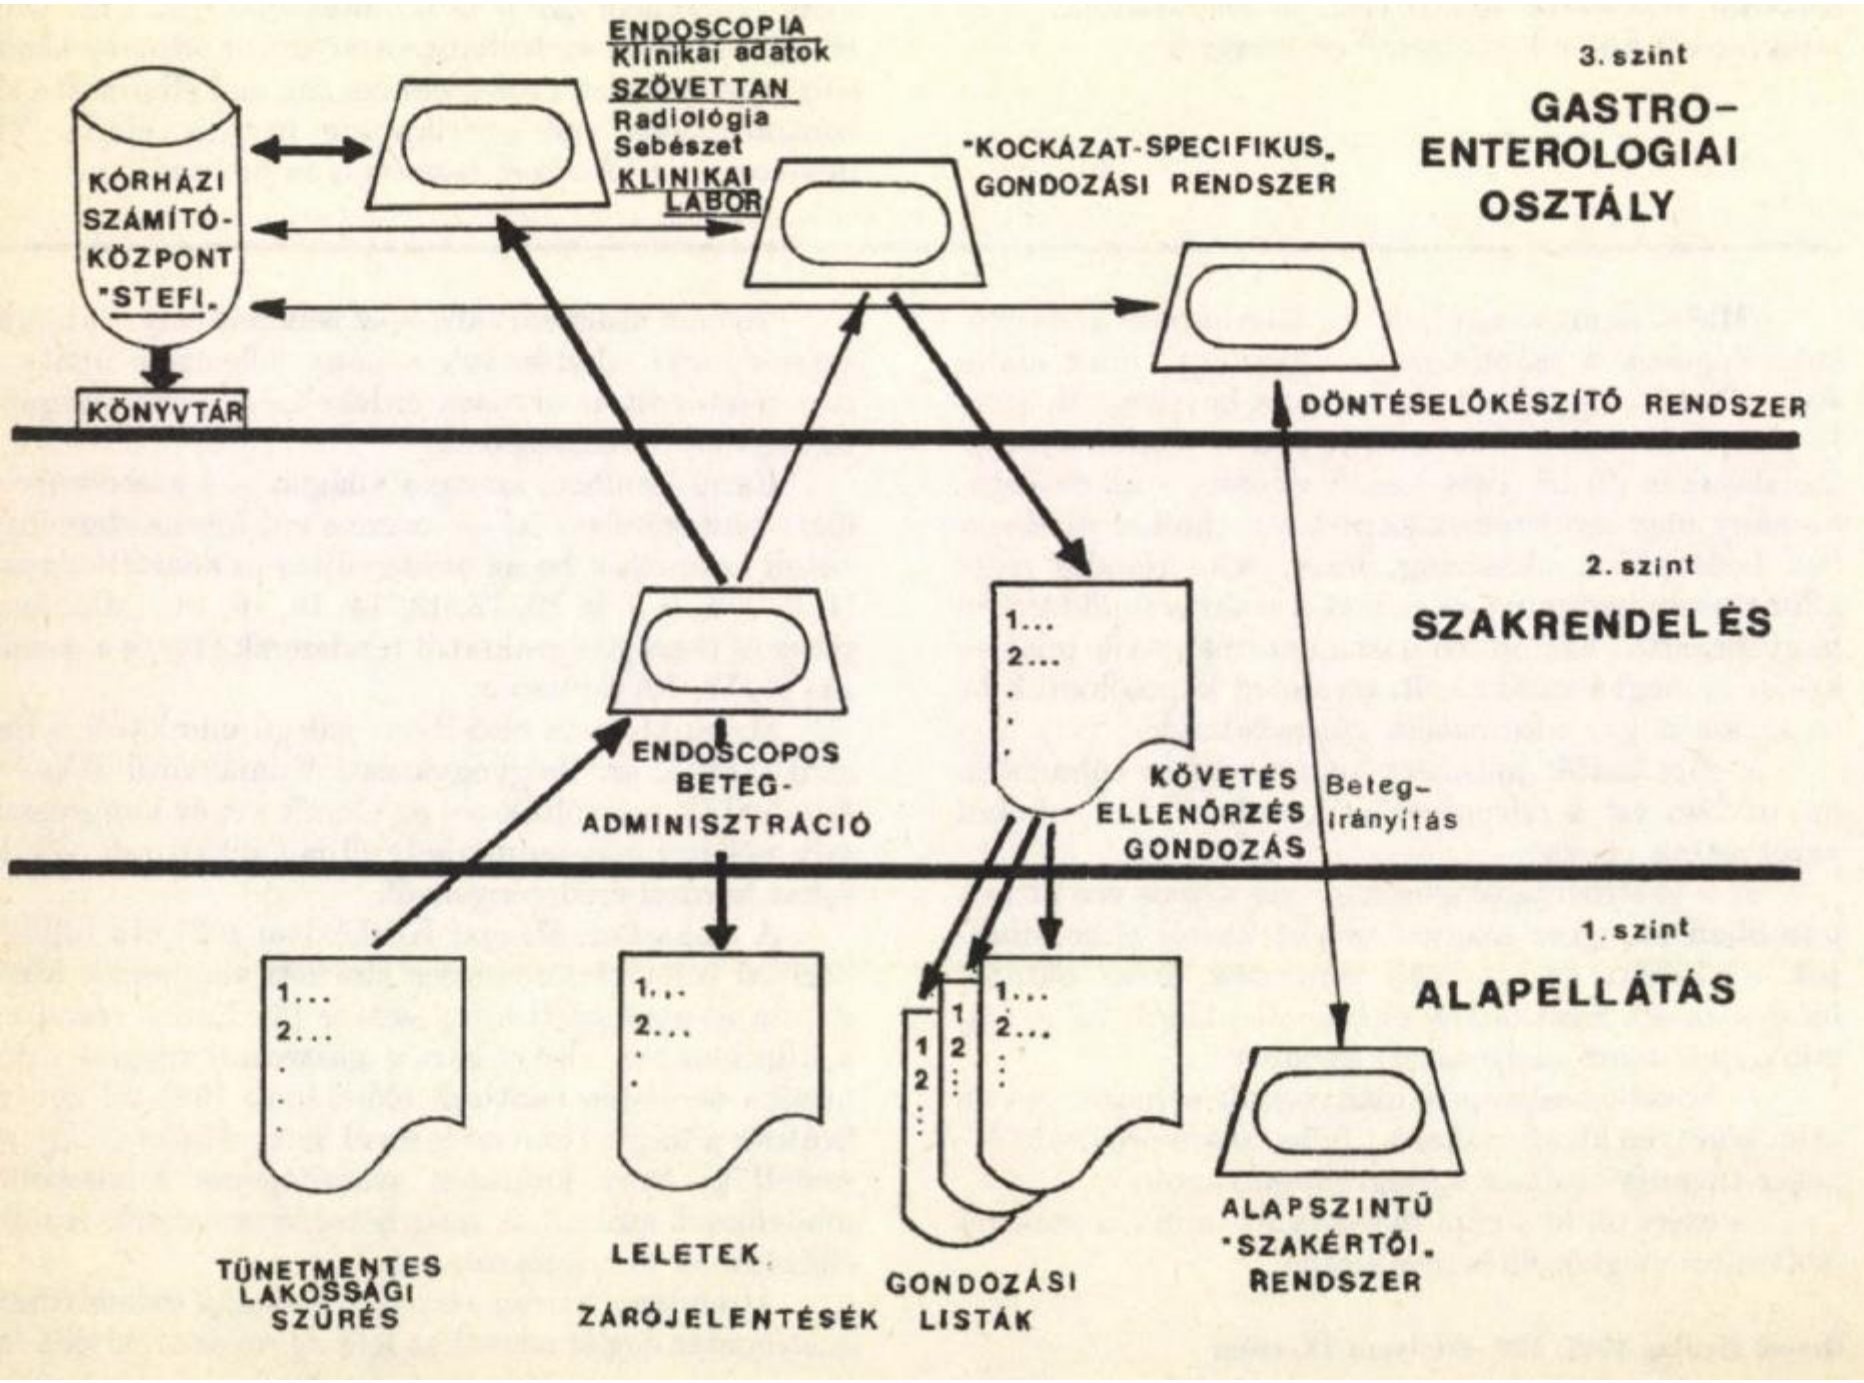 ENDOSCOPIA
Klinikai adatok
SZÖVETTAN
Radiológia
Sebészet
KLINIKAI
LABOR
KÓRHÁZI
SZÁMÍTÓ-
KÖZPONT
"STEFI"
KÖNYVTÁR
"KOCKÁZAT-SPECIFIKUS"
GONDOZÁSI RENDSZER
3. szint
GASTRO-
ENTEROLOGIAI
OSZTÁLY
DÖNTÉSELŐKÉSZÍTŐ RENDSZER
2. szint
SZAKRENDELÉS
1...
2...
ENDOSCOPOS
BETEG-
ADMINISZTRÁCIÓ
KÖVETÉS
ELLENŐRZÉS
GONDOZÁS
Beteg-
irányítás
1. szint
ALAPELLÁTÁS
1...
2...
1...
2...
1
2
1
2
1...
2...
TÜNETMENTES
LAKOSSÁGI
SZŰRÉS
LELETEK
ZÁRÓJELENTÉSEK
GONDOZÁSI
LISTÁK
ALAPSZINTŰ
"SZAKÉRTŐI"
RENDSZER